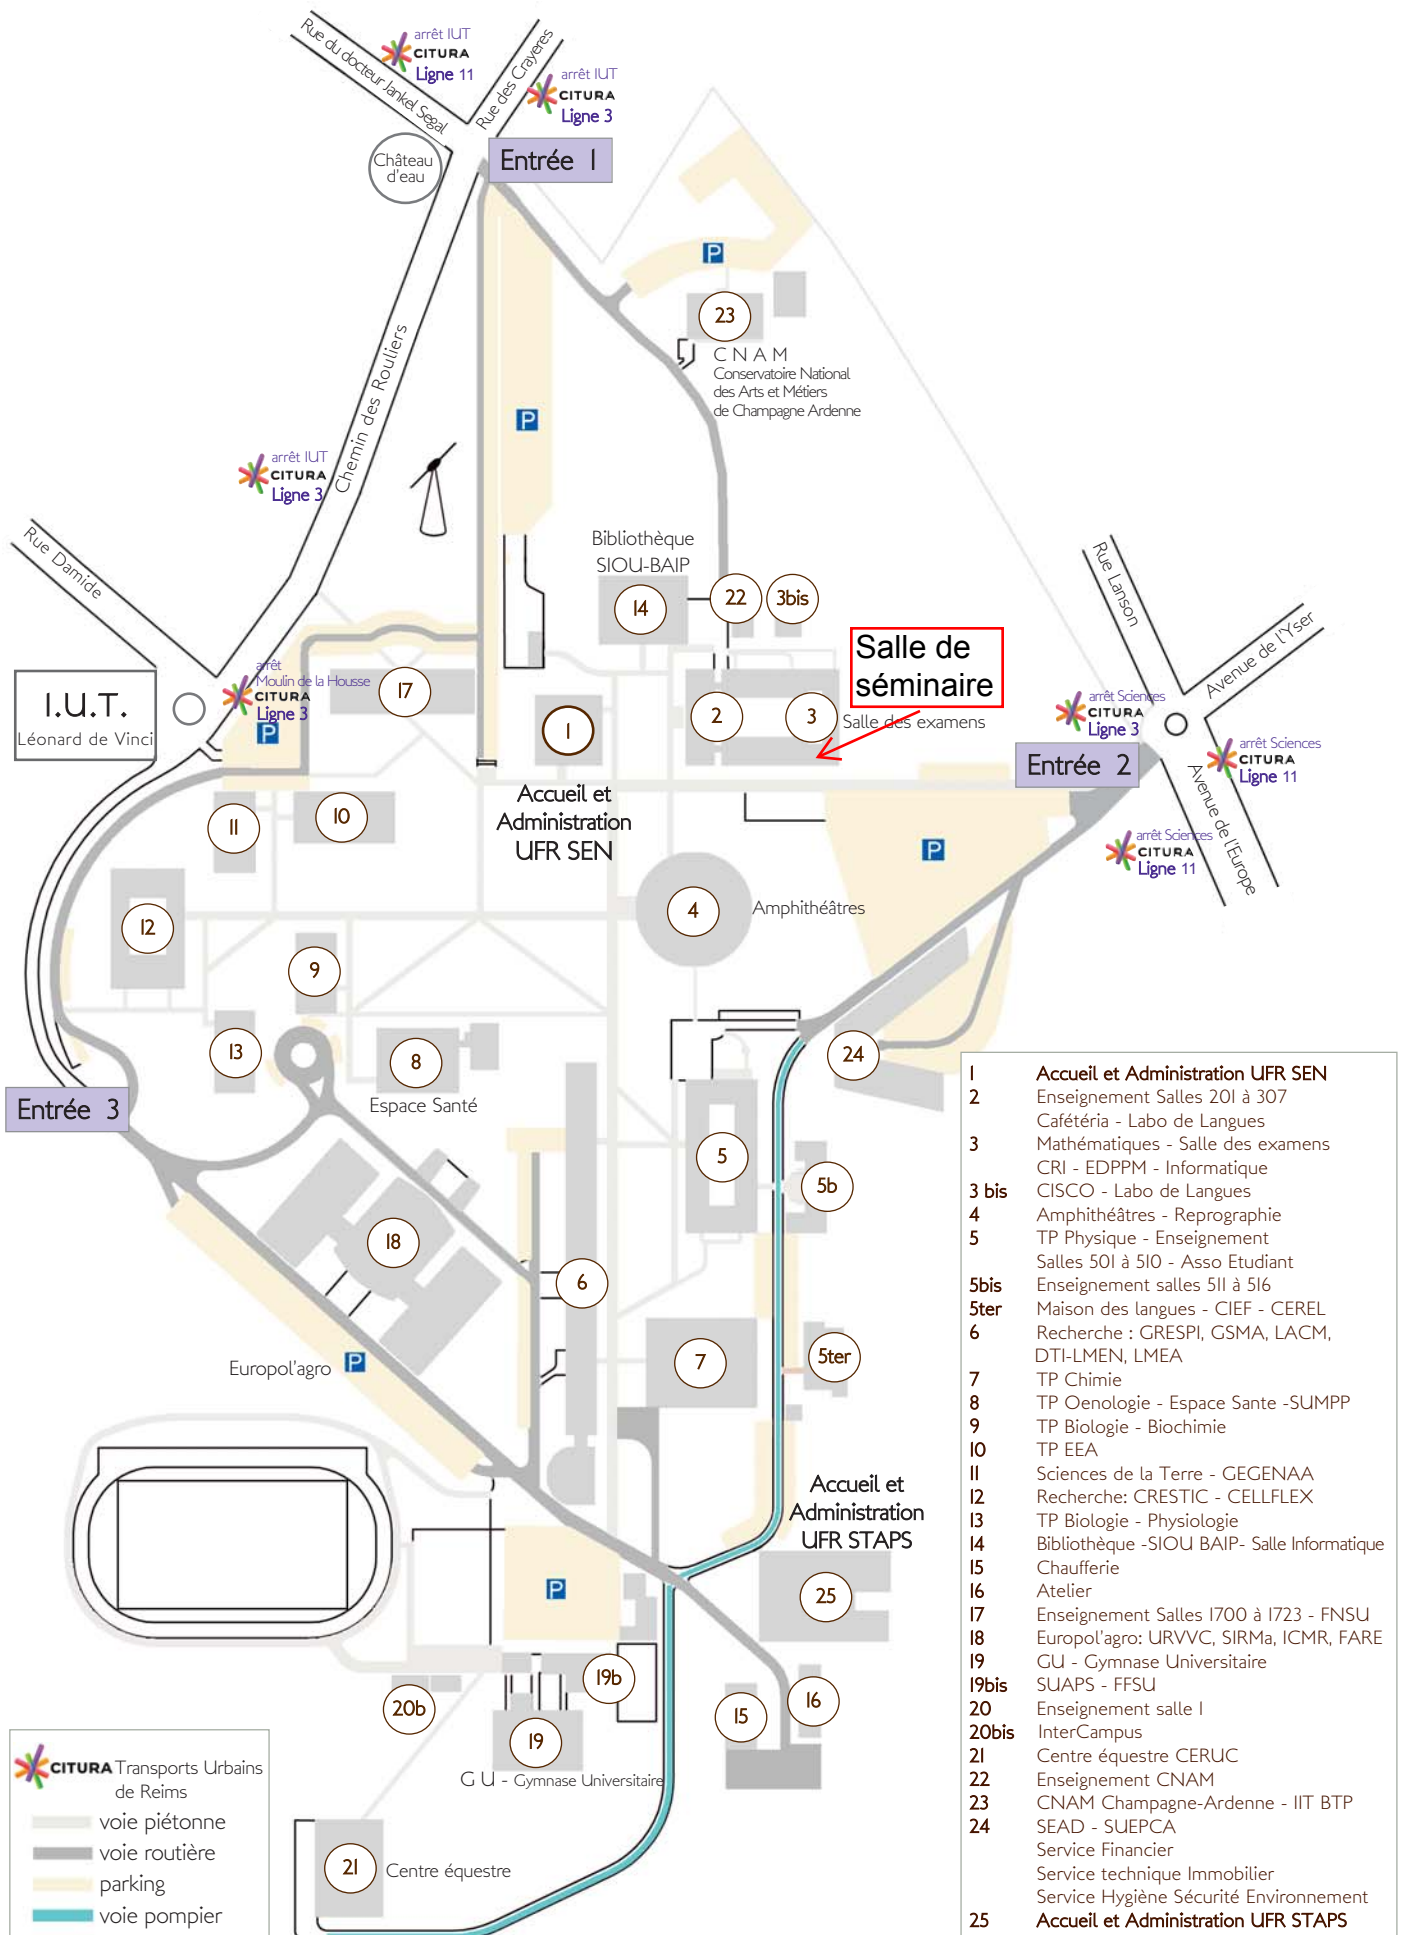 Rue du docteur Jankel Segal
arrêt IUT
CITURA
Ligne 11
Rue des Crayeres
arrêt IUT
CITURA
Ligne 3
Château
d'eau
Entrée 1
P
23
C N A M
Conservatoire National
des Arts et Métiers
de Champagne Ardenne
Chemin des Rouliers
P
arrêt IUT
CITURA
Ligne 3
Rue Damide
Bibliothèque
SIOU-BAIP
14
22
3bis
Rue Lanson
Avenue de l'Yser
Salle de
séminaire
I.U.T.
Léonard de Vinci
arrêt
Moulin de la Housse
CITURA
Ligne 3
P
17
1
2
3
Salle des examens
arrêt Sciences
CITURA
Ligne 3
Entrée 2
arrêt Sciences
CITURA
Ligne 11
Avenue de l'Europe
arrêt Sciences
CITURA
Ligne 11
Accueil et
Administration
UFR SEN
11
10
P
4
Amphithéâtres
12
9
13
8
Espace Santé
24
Entrée 3
5
5b
18
6
Europol'agro
P
7
5ter
Accueil et
Administration
UFR STAPS
P
25
19b
20b
19
15
16
G U - Gymnase Universitaire
21
Centre équestre
CITURA Transports Urbains
de Reims
voie piétonne
voie routière
parking
voie pompier
1 Accueil et Administration UFR SEN
2 Enseignement Salles 201 à 307
Cafétéria - Labo de Langues
3 Mathématiques - Salle des examens
CRI - EDPPM - Informatique
3 bis CISCO - Labo de Langues
4 Amphithéâtres - Reprographie
5 TP Physique - Enseignement
Salles 501 à 510 - Asso Etudiant
5bis Enseignement salles 511 à 516
5ter Maison des langues - CIEF - CEREL
6 Recherche : GRESPI, GSMA, LACM,
DTI-LMEN, LMEA
7 TP Chimie
8 TP Oenologie - Espace Sante -SUMPP
9 TP Biologie - Biochimie
10 TP EEA
11 Sciences de la Terre - GEGENAA
12 Recherche: CRESTIC - CELLFLEX
13 TP Biologie - Physiologie
14 Bibliothèque -SIOU BAIP- Salle Informatique
15 Chaufferie
16 Atelier
17 Enseignement Salles 1700 à 1723 - FNSU
18 Europol'agro: URVVC, SIRMa, ICMR, FARE
19 GU - Gymnase Universitaire
19bis SUAPS - FFSU
20 Enseignement salle 1
20bis InterCampus
21 Centre équestre CERUC
22 Enseignement CNAM
23 CNAM Champagne-Ardenne - IIT BTP
24 SEAD - SUEPCA
Service Financier
Service technique Immobilier
Service Hygiène Sécurité Environnement
25 Accueil et Administration UFR STAPS